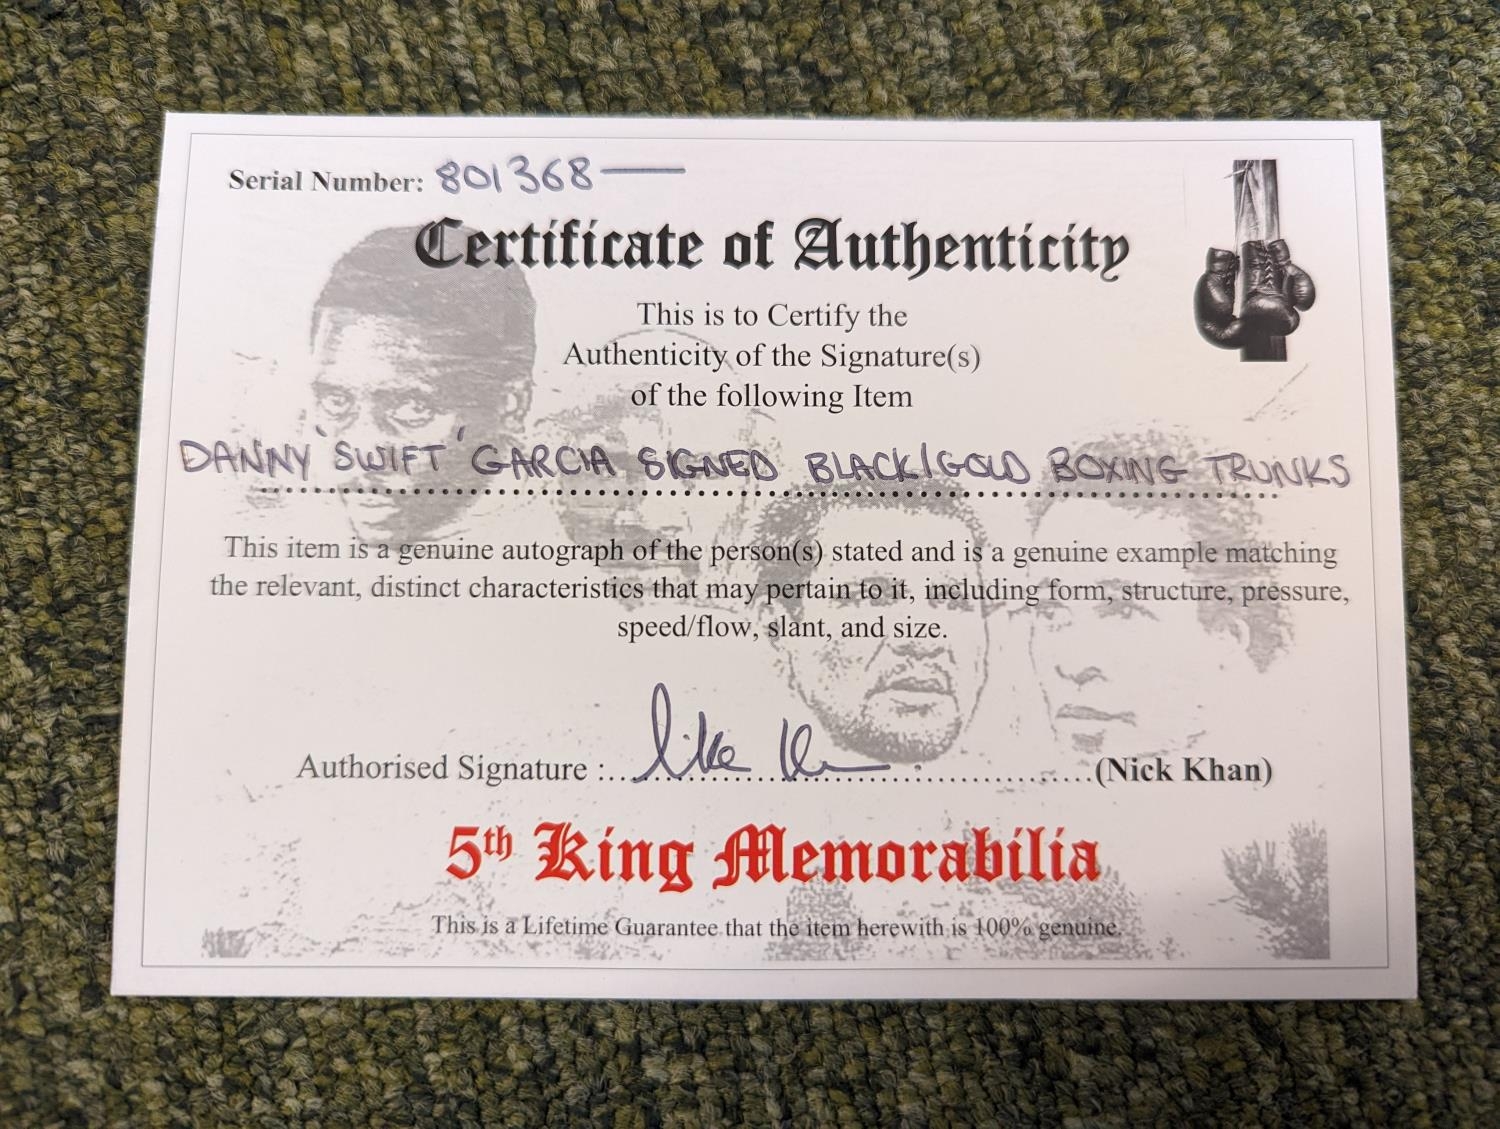 Serial Number: 801368—
Certificate of Authenticity
This is to Certify the
Authenticity of the Signature(s)
of the following Item
DANNY 'SWIFT' GARCIA SIGNED BLACK/GOLD BOXING TRUNKS
This item is a genuine autograph of the person(s) stated and is a genuine example matching
the relevant, distinct characteristics that may pertain to it, including form, structure, pressure,
speed/flow, slant, and size.
Authorised Signature :.......................................(Nick Khan)
5th King Memorabilia
This is a Lifetime Guarantee that the item herewith is 100% genuine.